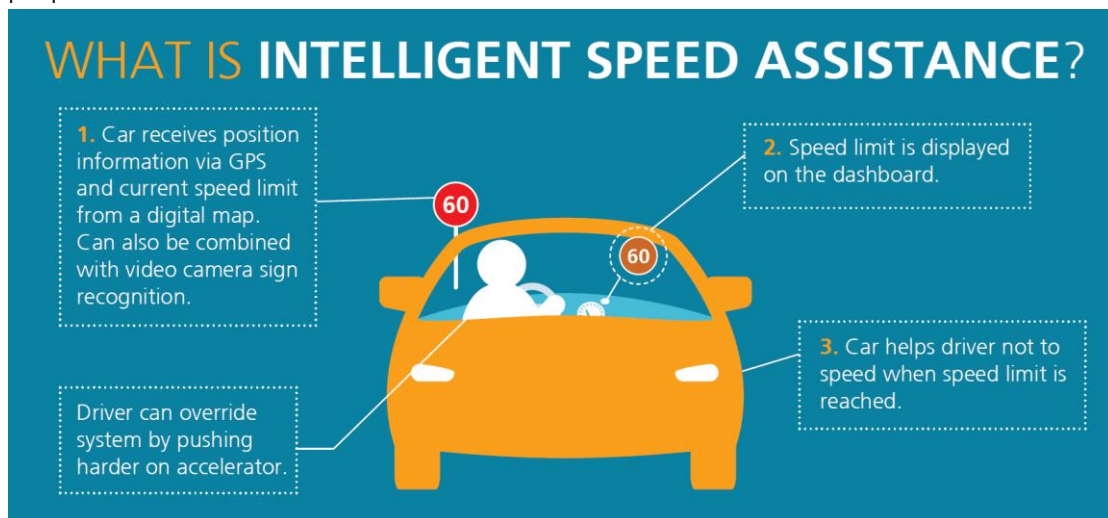 WHAT IS INTELLIGENT SPEED ASSISTANCE?
1. Car receives position
information via GPS
and current speed limit
from a digital map.
Can also be combined
with video camera sign
recognition.
60
2. Speed limit is displayed
on the dashboard.
60
3. Car helps driver not to
speed when speed limit is
reached.
Driver can override
system by pushing
harder on accelerator.